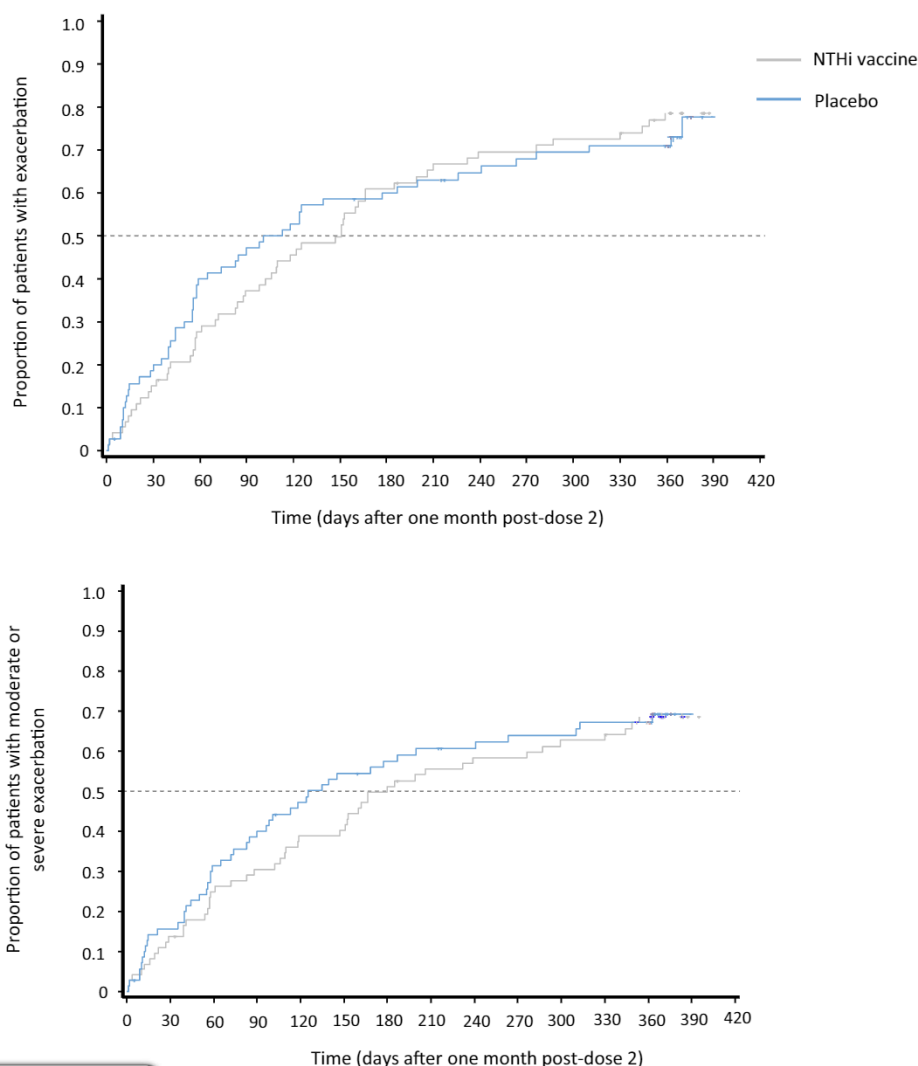 1.0
0.9
0.8
0.7
0.6
0.5
0.4
0.3
0.2
0.1
0
Proportion of patients with exacerbation
NTHi vaccine
Placebo
0 30 60 90 120 150 180 210 240 270 300 330 360 390 420
Time (days after one month post-dose 2)
1.0
0.9
0.8
0.7
0.6
0.5
0.4
0.3
0.2
0.1
0
Proportion of patients with moderate or
severe exacerbation
0 30 60 90 120 150 180 210 240 270 300 330 360 390 420
Time (days after one month post-dose 2)